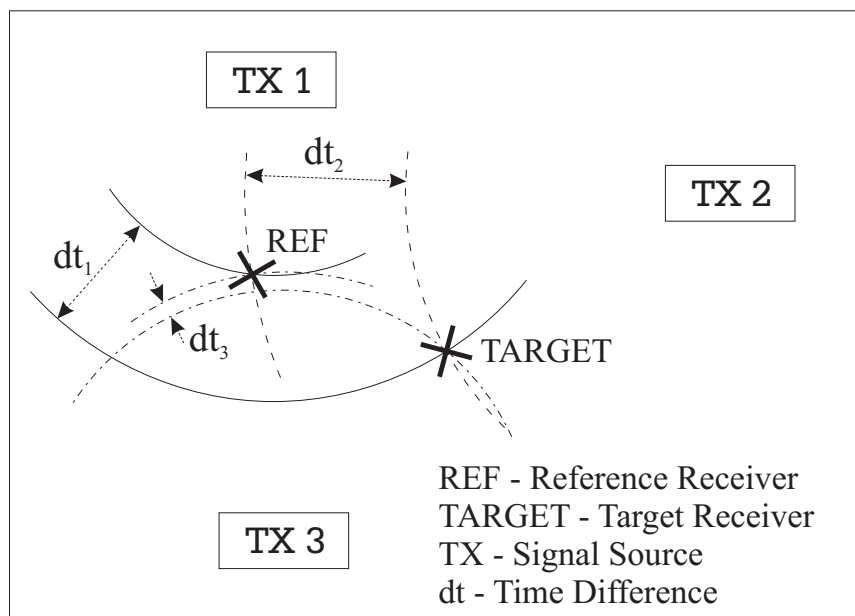 TX 1
dt2
TX 2
REF
dt1
dt3
TARGET
TX 3
REF - Reference Receiver
TARGET - Target Receiver
TX - Signal Source
dt - Time Difference